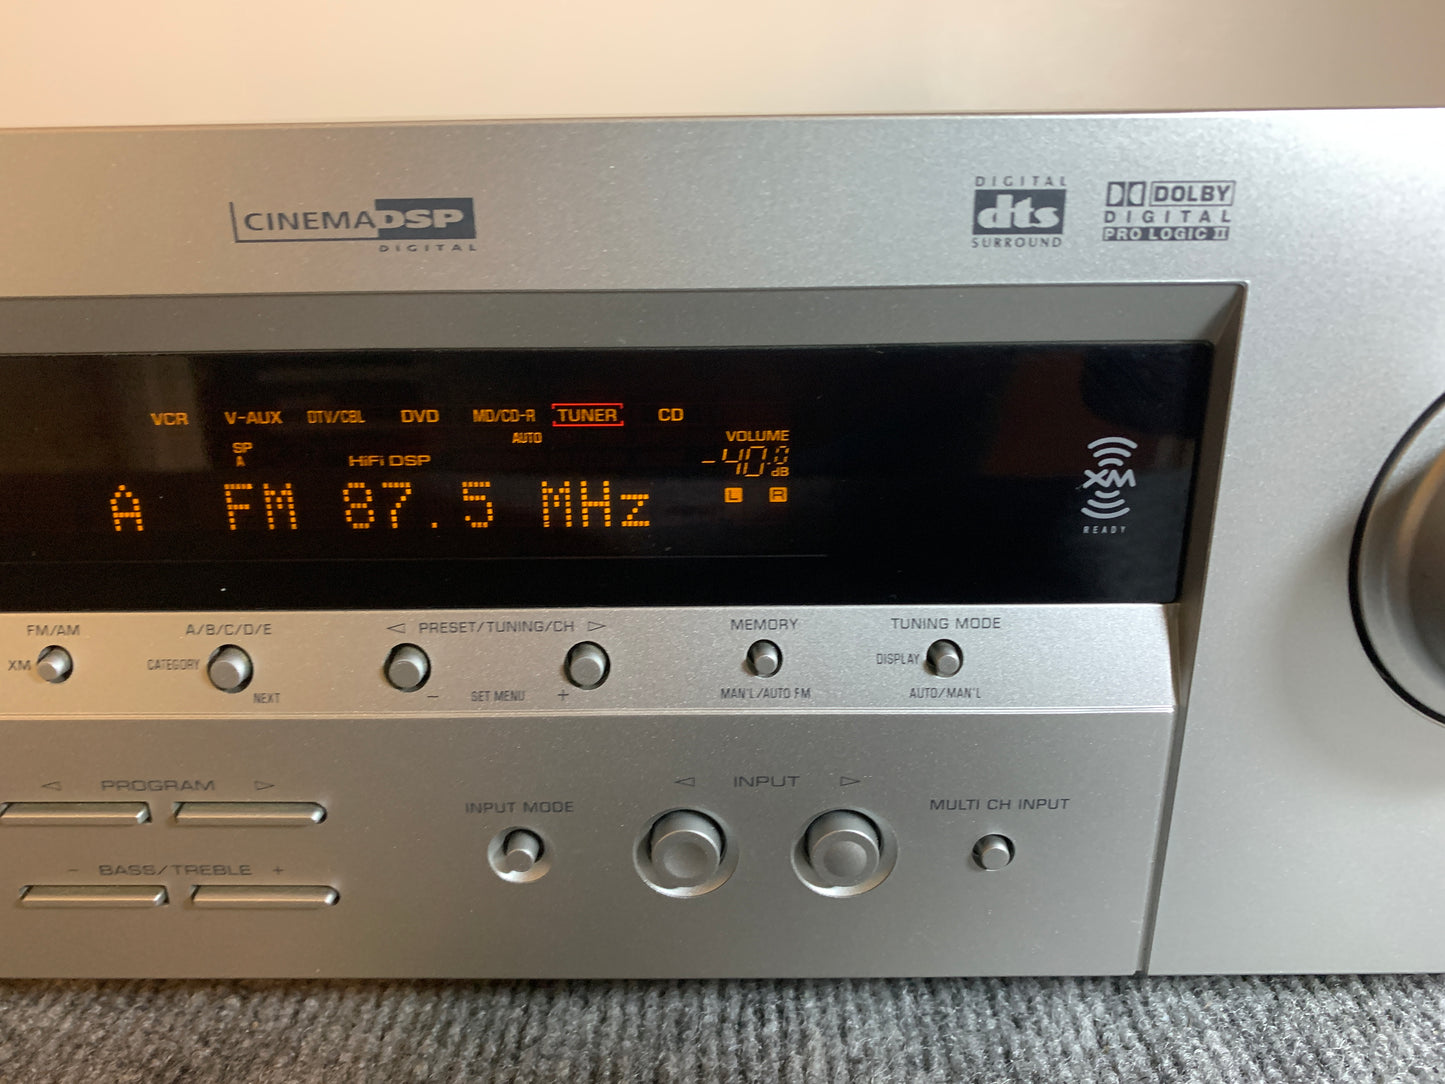 CINEMA DSP
DIGITAL
DIGITAL
dts
SURROUND
DOLBY
DIGITAL
PRO LOGIC II
VCR V-AUX DTV/CBL DVD MD/CD-R TUNER CD
AUTO
VOLUME
SP
A
HiFi DSP
-40.0
dB
A FM 87.5 MHz
L R
XM
READY
FM/AM
XM
A/B/C/D/E
CATEGORY
NEXT
◁ PRESET/TUNING/CH ▷
− SET MENU +
MEMORY
MAN'L/AUTO FM
TUNING MODE
DISPLAY
AUTO/MAN'L
◁ PROGRAM ▷
− BASS/TREBLE +
INPUT MODE
◁ INPUT ▷
MULTI CH INPUT